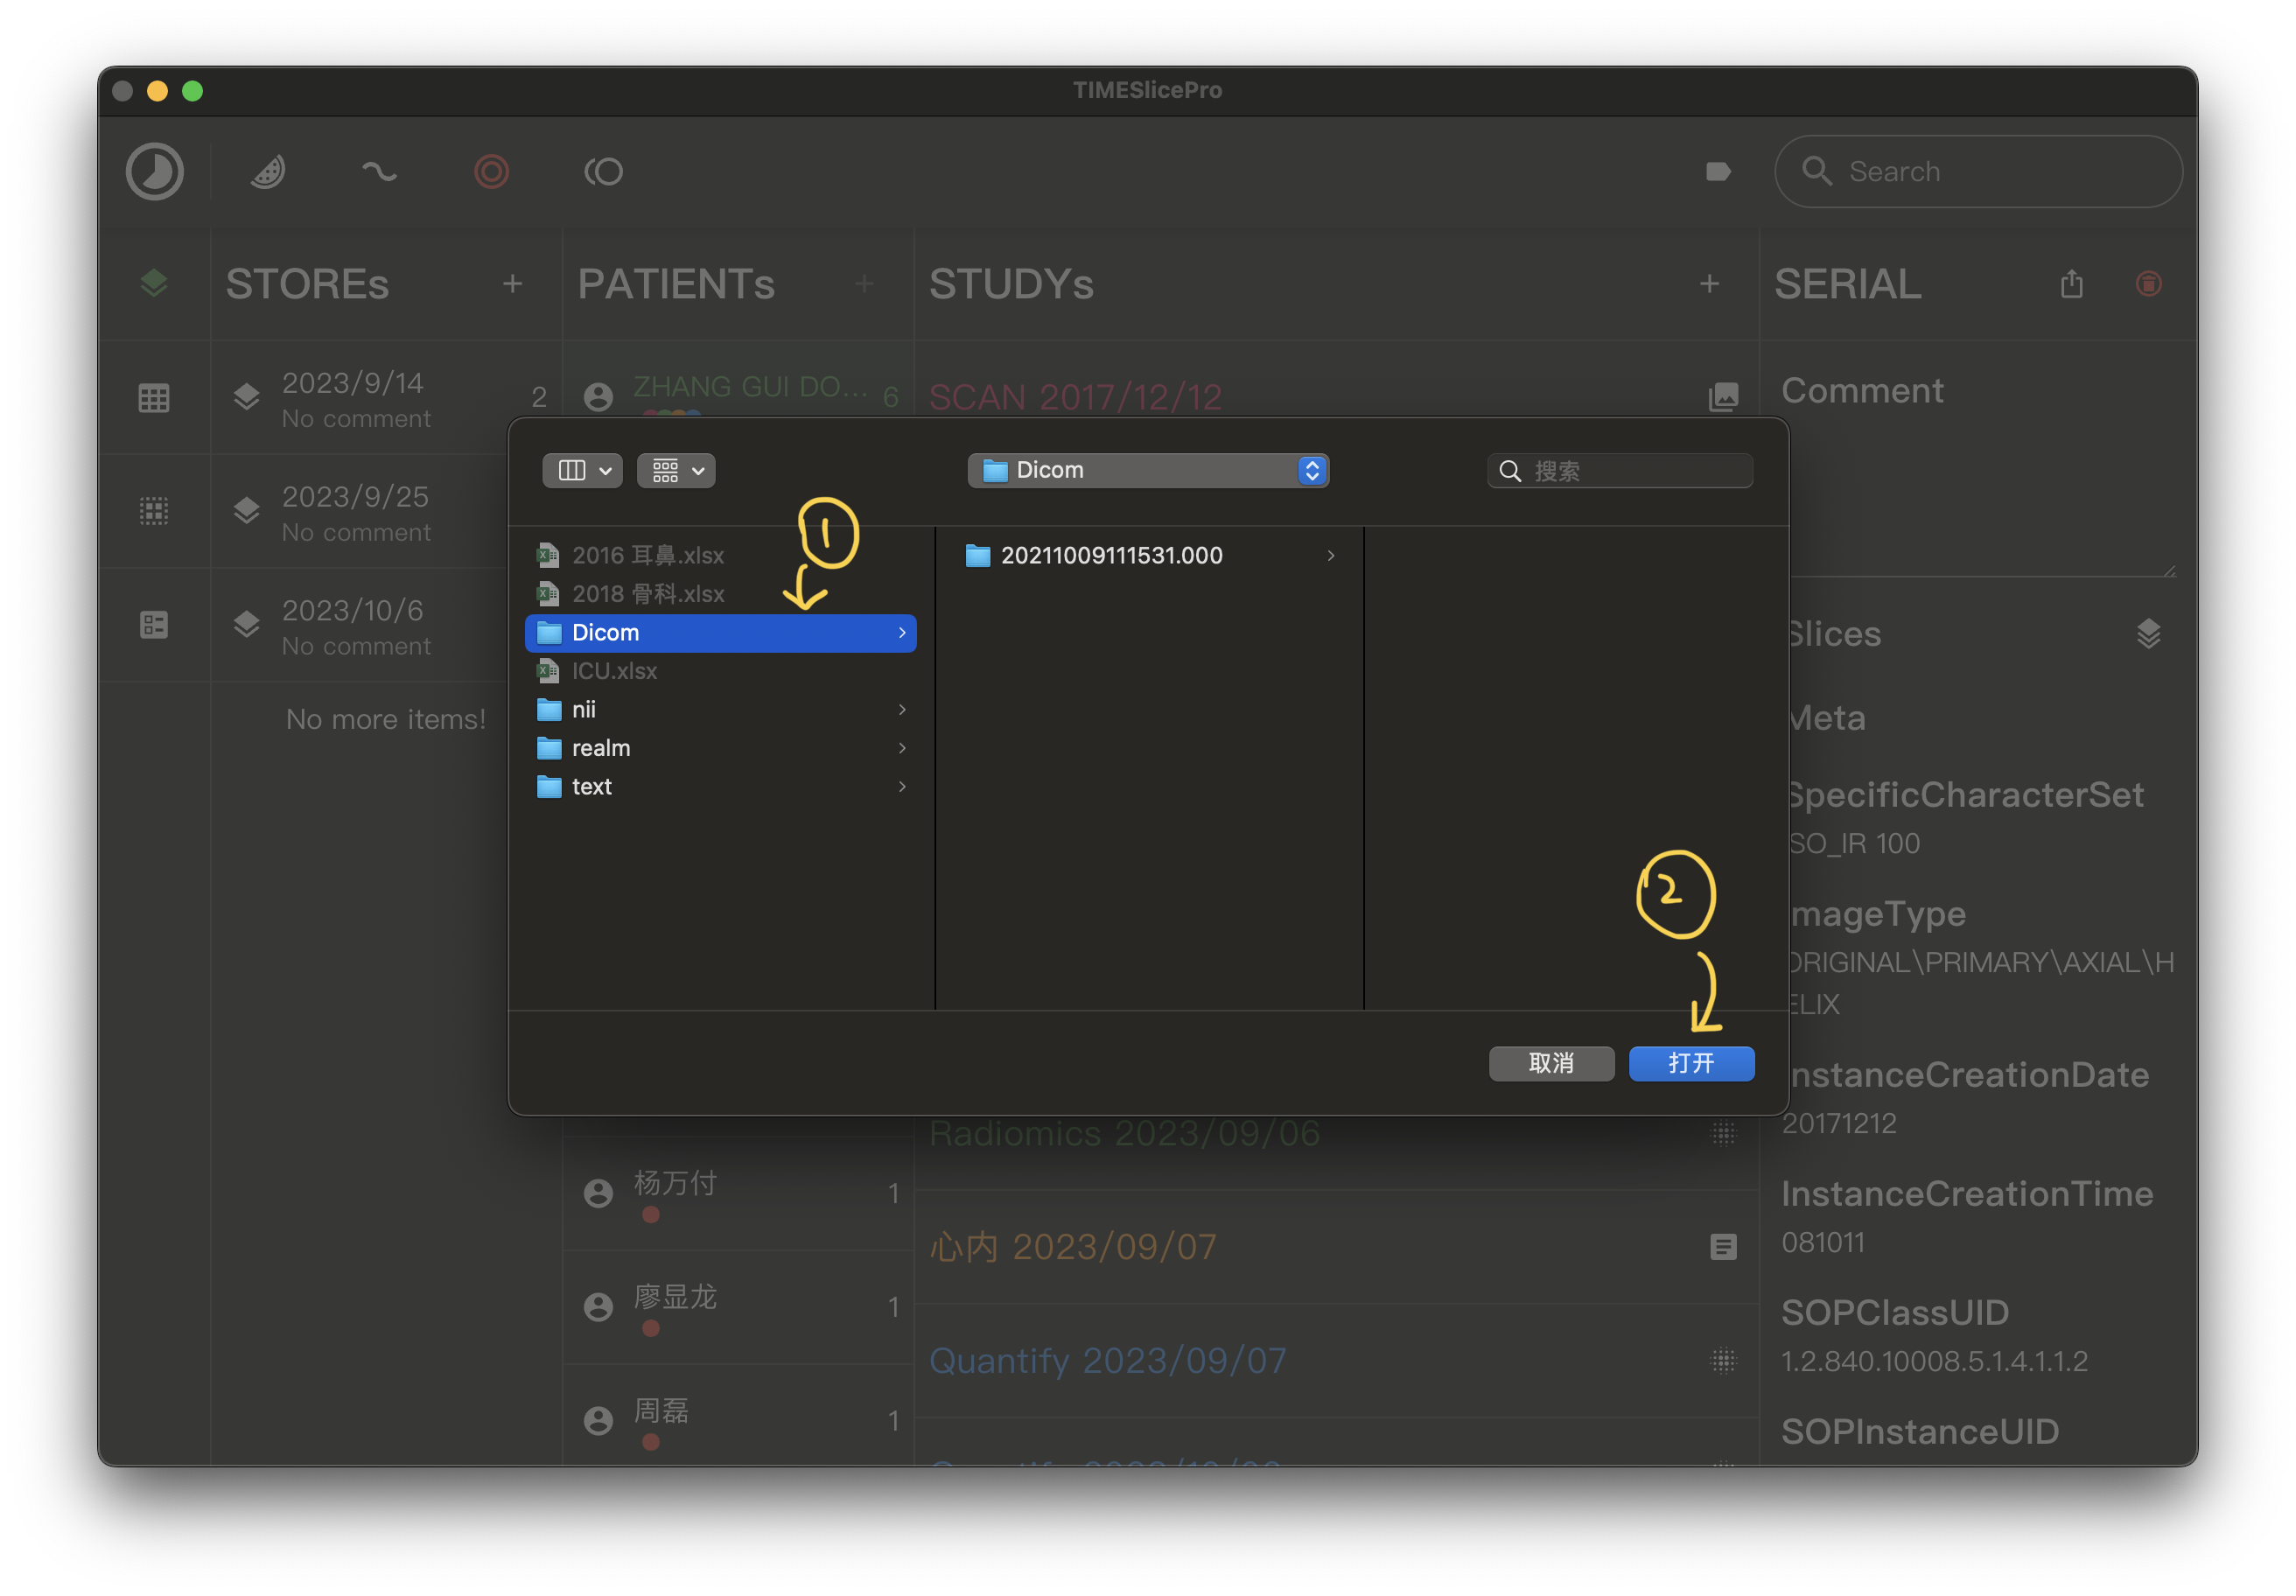 TIMESlicePro
Search
STOREs + PATIENTs + STUDYs + SERIAL
2023/9/14 2
No comment
ZHANG GUI DO... 6
SCAN 2017/12/12
Comment
Dicom
搜索
2023/9/25
No comment
2023/10/6
No comment
No more items!
1
2016 耳鼻.xlsx
2018 骨科.xlsx
Dicom
ICU.xlsx
nii
realm
text
20211009111531.000
2
取消
打开
Slices
Meta
SpecificCharacterSet
SO_IR 100
mageType
ORIGINAL\PRIMARY\AXIAL\H
ELIX
nstanceCreationDate
20171212
InstanceCreationTime
081011
SOPClassUID
1.2.840.10008.5.1.4.1.1.2
SOPInstanceUID
Radiomics 2023/09/06
杨万付 1
心内 2023/09/07
廖显龙 1
Quantify 2023/09/07
周磊 1